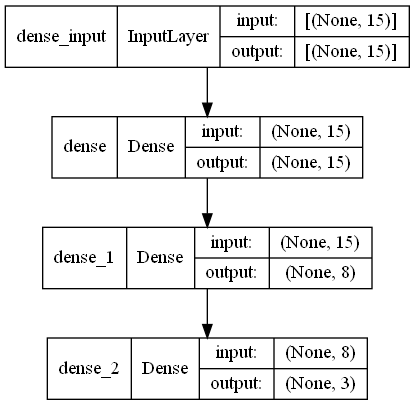 dense_input InputLayer input: [(None, 15)]
output: [(None, 15)]
dense Dense input: (None, 15)
output: (None, 15)
dense_1 Dense input: (None, 15)
output: (None, 8)
dense_2 Dense input: (None, 8)
output: (None, 3)